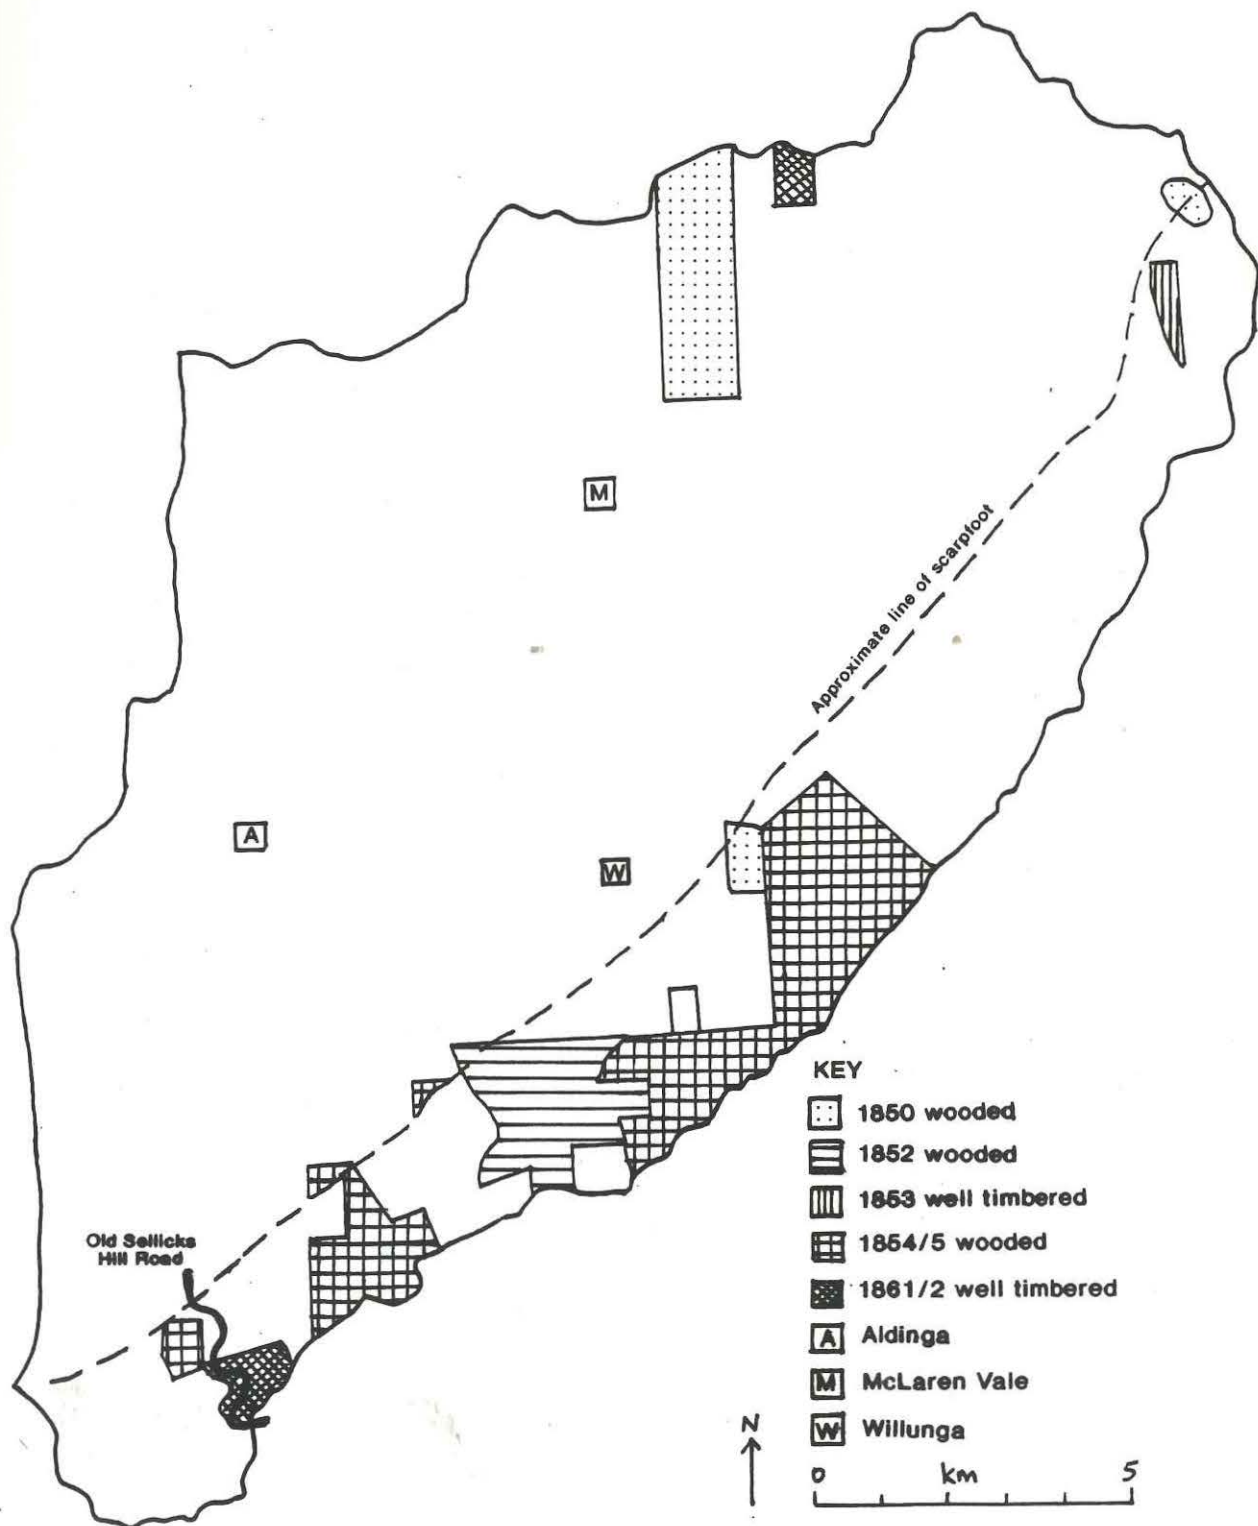 M
Approximate line of scarpfoot
A
W
Old Sellicks
Hill Road
KEY
1850 wooded
1852 wooded
1853 well timbered
1854/5 wooded
1861/2 well timbered
A Aldinga
M McLaren Vale
W Willunga
N
0 km 5